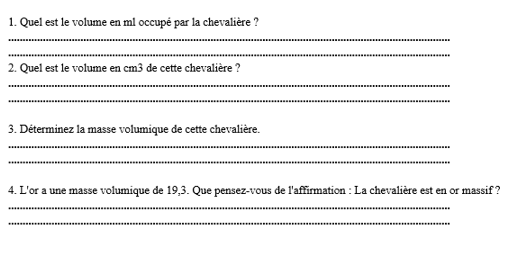 1. Quel est le volume en ml occupé par la chevalière ?
2. Quel est le volume en cm3 de cette chevalière ?
3. Déterminez la masse volumique de cette chevalière.
4. L'or a une masse volumique de 19,3. Que pensez-vous de l'affirmation : La chevalière est en or massif ?